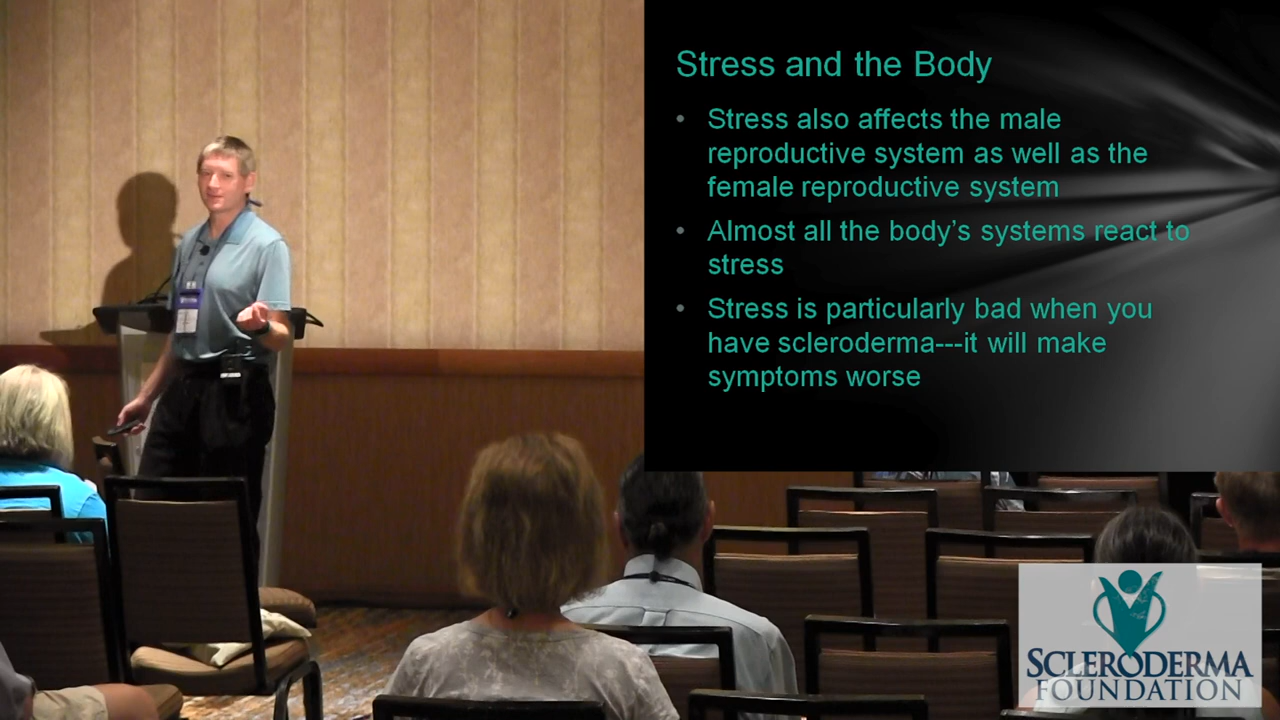 Stress and the Body
• Stress also affects the male
reproductive system as well as the
female reproductive system
• Almost all the body's systems react to
stress
• Stress is particularly bad when you
have scleroderma---it will make
symptoms worse
SCLERODERMA
FOUNDATION